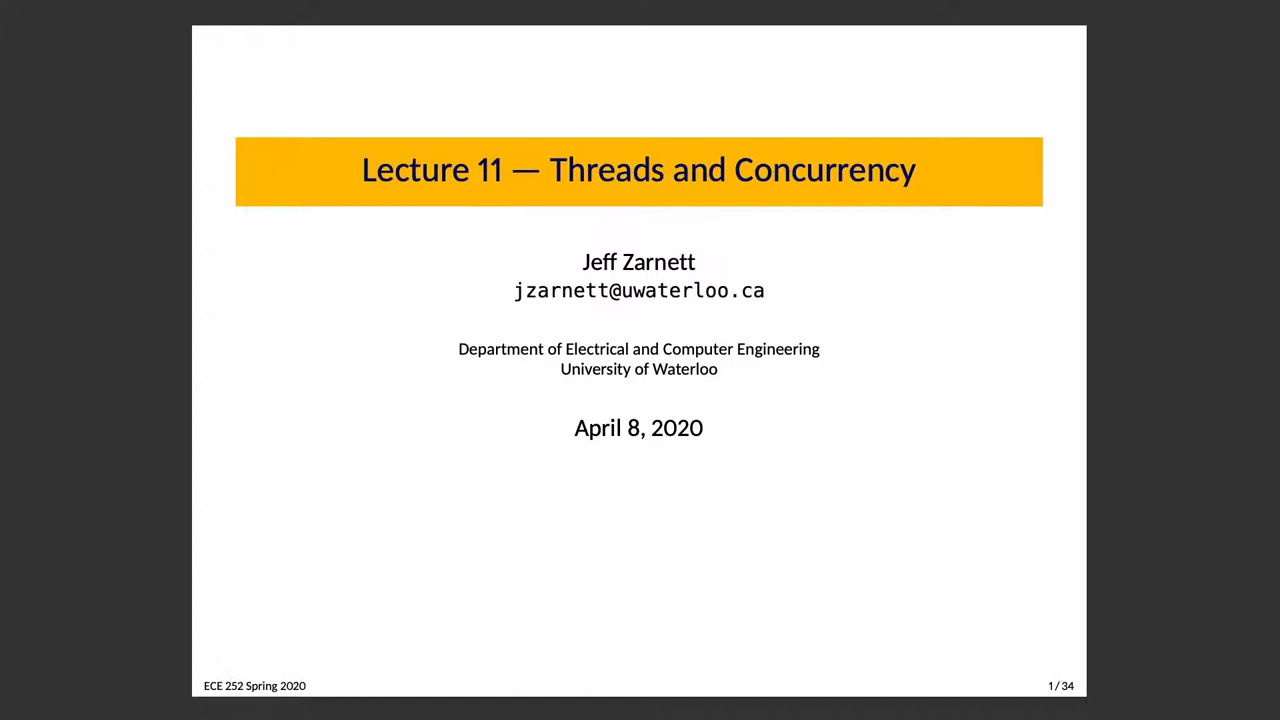 Lecture 11 — Threads and Concurrency
Jeff Zarnett
jzarnett@uwaterloo.ca
Department of Electrical and Computer Engineering
University of Waterloo
April 8, 2020
ECE 252 Spring 2020
1 / 34